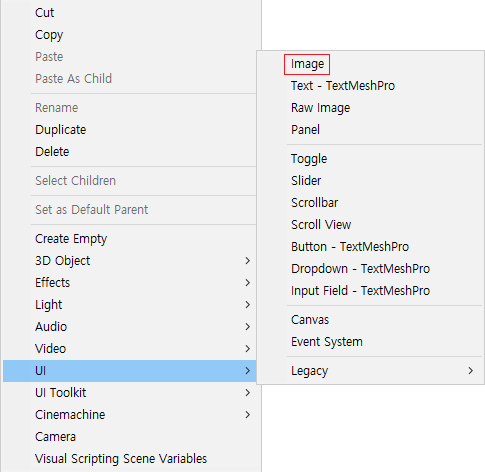 Cut
Copy
Paste
Paste As Child
Rename
Duplicate
Delete
Select Children
Set as Default Parent
Create Empty
3D Object
Effects
Light
Audio
Video
UI
UI Toolkit
Cinemachine
Camera
Visual Scripting Scene Variables
Image
Text - TextMeshPro
Raw Image
Panel
Toggle
Slider
Scrollbar
Scroll View
Button - TextMeshPro
Dropdown - TextMeshPro
Input Field - TextMeshPro
Canvas
Event System
Legacy